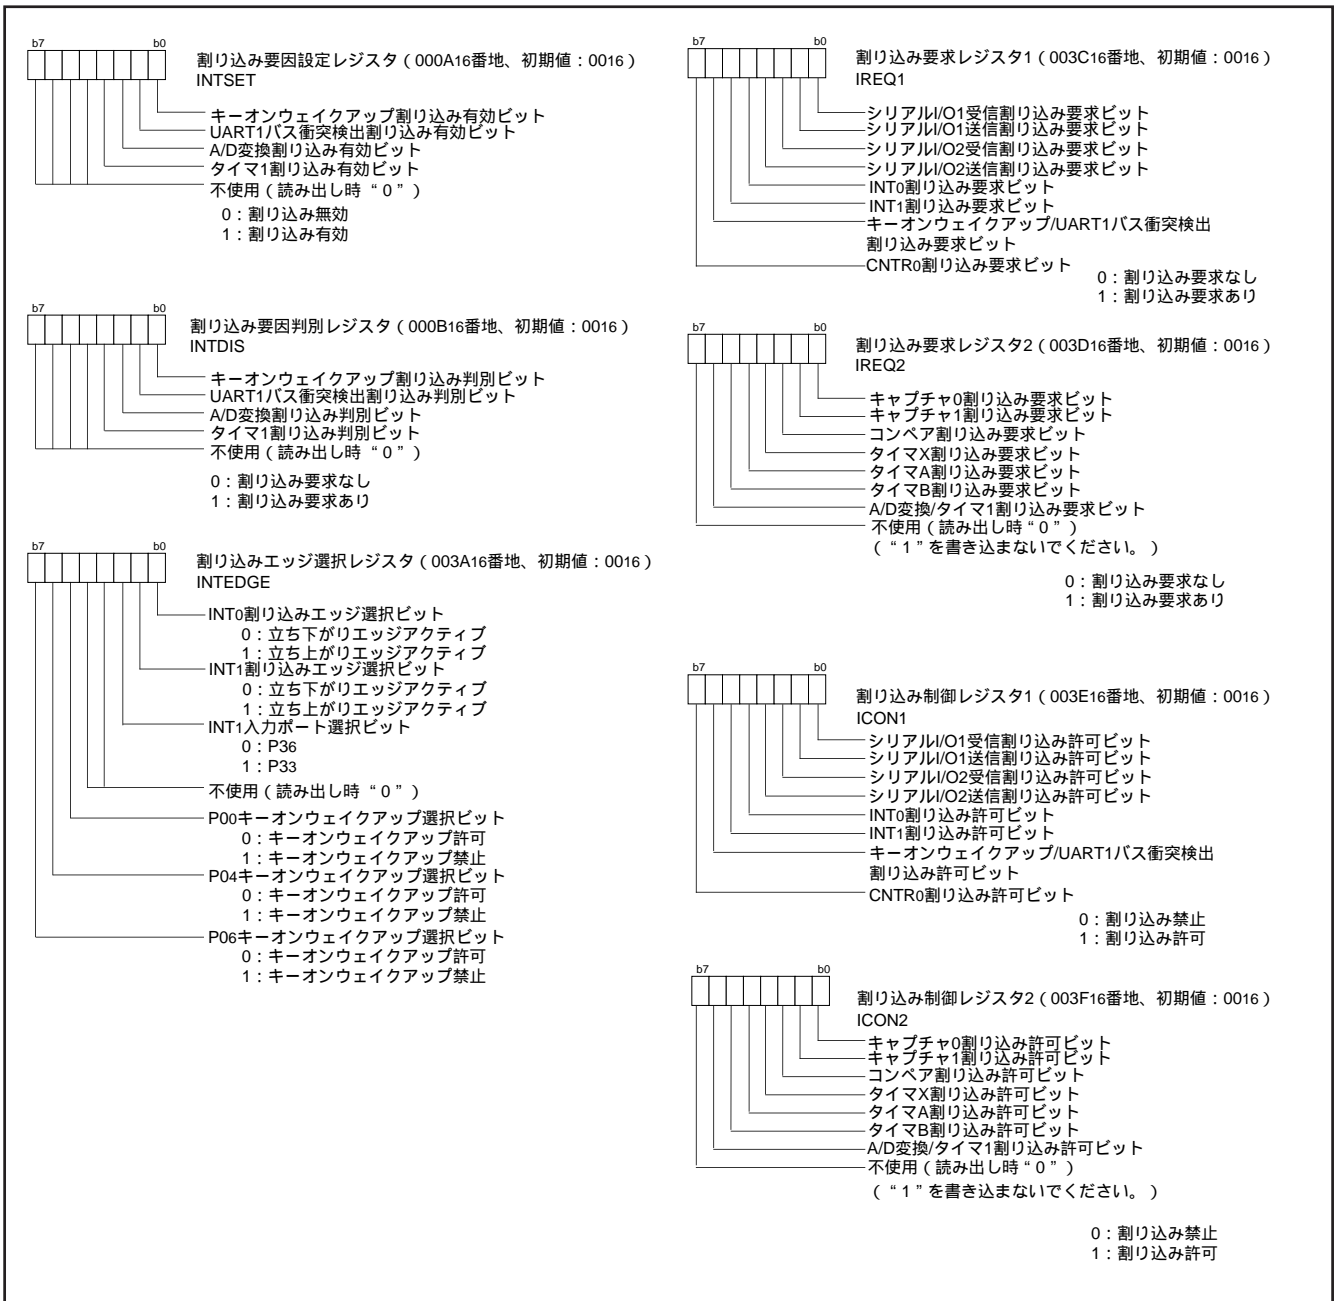 b7 b0
割り込み要因設定レジスタ(000A16番地、初期値:0016)
INTSET
キーオンウェイクアップ割り込み有効ビット
UART1バス衝突検出割り込み有効ビット
A/D変換割り込み有効ビット
タイマ1割り込み有効ビット
不使用(読み出し時“0”)
0:割り込み無効
1:割り込み有効
b7 b0
割り込み要因判別レジスタ(000B16番地、初期値:0016)
INTDIS
キーオンウェイクアップ割り込み判別ビット
UART1バス衝突検出割り込み判別ビット
A/D変換割り込み判別ビット
タイマ1割り込み判別ビット
不使用(読み出し時“0”)
0:割り込み要求なし
1:割り込み要求あり
b7 b0
割り込みエッジ選択レジスタ(003A16番地、初期値:0016)
INTEDGE
INT0割り込みエッジ選択ビット
0:立ち下がりエッジアクティブ
1:立ち上がりエッジアクティブ
INT1割り込みエッジ選択ビット
0:立ち下がりエッジアクティブ
1:立ち上がりエッジアクティブ
INT1入力ポート選択ビット
0:P36
1:P33
不使用(読み出し時“0”)
P00キーオンウェイクアップ選択ビット
0:キーオンウェイクアップ許可
1:キーオンウェイクアップ禁止
P04キーオンウェイクアップ選択ビット
0:キーオンウェイクアップ許可
1:キーオンウェイクアップ禁止
P06キーオンウェイクアップ選択ビット
0:キーオンウェイクアップ許可
1:キーオンウェイクアップ禁止
b7 b0
割り込み要求レジスタ1(003C16番地、初期値:0016)
IREQ1
シリアルI/O1受信割り込み要求ビット
シリアルI/O1送信割り込み要求ビット
シリアルI/O2受信割り込み要求ビット
シリアルI/O2送信割り込み要求ビット
INT0割り込み要求ビット
INT1割り込み要求ビット
キーオンウェイクアップ/UART1バス衝突検出
割り込み要求ビット
CNTR0割り込み要求ビット
0:割り込み要求なし
1:割り込み要求あり
b7 b0
割り込み要求レジスタ2(003D16番地、初期値:0016)
IREQ2
キャプチャ0割り込み要求ビット
キャプチャ1割り込み要求ビット
コンペア割り込み要求ビット
タイマX割り込み要求ビット
タイマA割り込み要求ビット
タイマB割り込み要求ビット
A/D変換/タイマ1割り込み要求ビット
不使用(読み出し時“0”)
(“1”を書き込まないでください。)
0:割り込み要求なし
1:割り込み要求あり
b7 b0
割り込み制御レジスタ1(003E16番地、初期値:0016)
ICON1
シリアルI/O1受信割り込み許可ビット
シリアルI/O1送信割り込み許可ビット
シリアルI/O2受信割り込み許可ビット
シリアルI/O2送信割り込み許可ビット
INT0割り込み許可ビット
INT1割り込み許可ビット
キーオンウェイクアップ/UART1バス衝突検出
割り込み許可ビット
CNTR0割り込み許可ビット
0:割り込み禁止
1:割り込み許可
b7 b0
割り込み制御レジスタ2(003F16番地、初期値:0016)
ICON2
キャプチャ0割り込み許可ビット
キャプチャ1割り込み許可ビット
コンペア割り込み許可ビット
タイマX割り込み許可ビット
タイマA割り込み許可ビット
タイマB割り込み許可ビット
A/D変換/タイマ1割り込み許可ビット
不使用(読み出し時“0”)
(“1”を書き込まないでください。)
0:割り込み禁止
1:割り込み許可